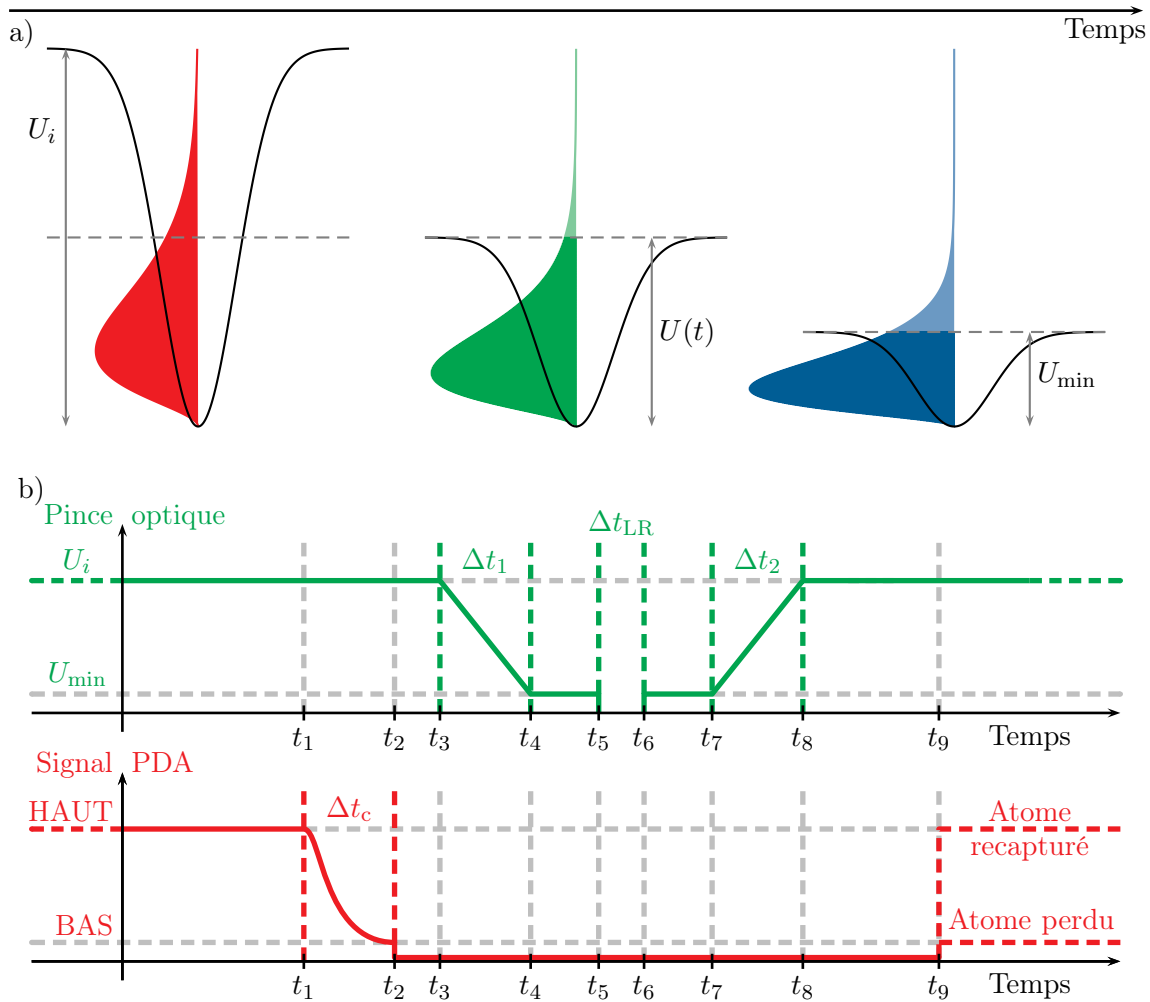 Temps
a)
U_i
U(t)
U_min
b)
Pince optique
Δt_LR
U_i
Δt_1
Δt_2
U_min
t_1 t_2 t_3 t_4 t_5 t_6 t_7 t_8 t_9 Temps
Signal PDA
HAUT
Δt_c
Atome
recapturé
BAS
Atome perdu
t_1 t_2 t_3 t_4 t_5 t_6 t_7 t_8 t_9 Temps